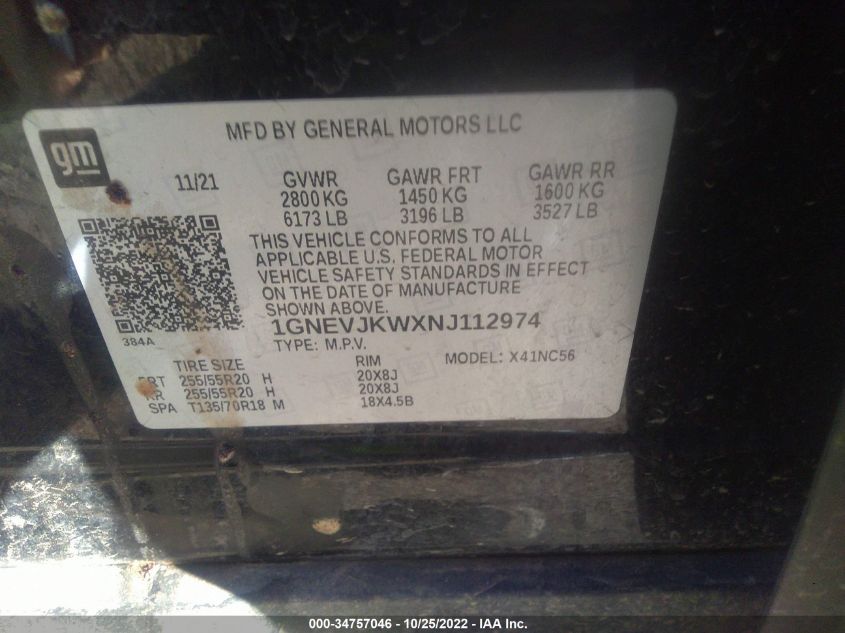 MFD BY GENERAL MOTORS LLC
gm
11/21 GVWR GAWR FRT GAWR RR
2800 KG 1450 KG 1600 KG
6173 LB 3196 LB 3527 LB
THIS VEHICLE CONFORMS TO ALL
APPLICABLE U.S. FEDERAL MOTOR
VEHICLE SAFETY STANDARDS IN EFFECT
ON THE DATE OF MANUFACTURE
SHOWN ABOVE.
1GNEVJKWXNJ112974
384A
TYPE: M.P.V. MODEL: X41NC56
TIRE SIZE RIM
FRT 255/55R20 H 20X8J
RR 255/55R20 H 20X8J
SPA T135/70R18 M 18X4.5B
000-34757046 - 10/25/2022 - IAA Inc.